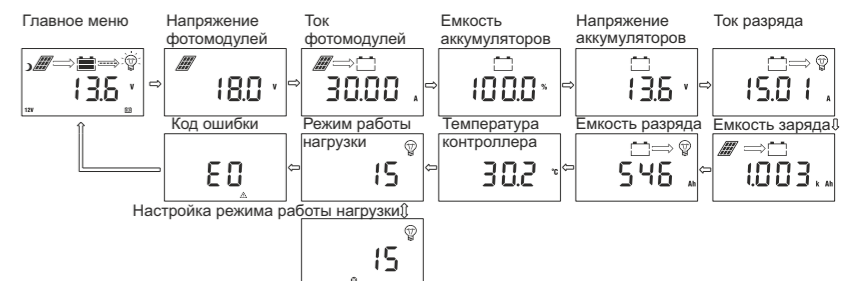 Главное меню
Напряжение
фотомодулей
Ток
фотомодулей
Емкость
аккумуляторов
Напряжение
аккумуляторов
Ток разряда
13.6 V
12V
18.0 V
30.00 A
100.0 %
13.6 V
15.01 A
Код ошибки
Режим работы
нагрузки
Температура
контроллера
Емкость разряда
Емкость заряда
E0
15
30.2 °C
546 Ah
1.003 k Ah
Настройка режима работы нагрузки
15